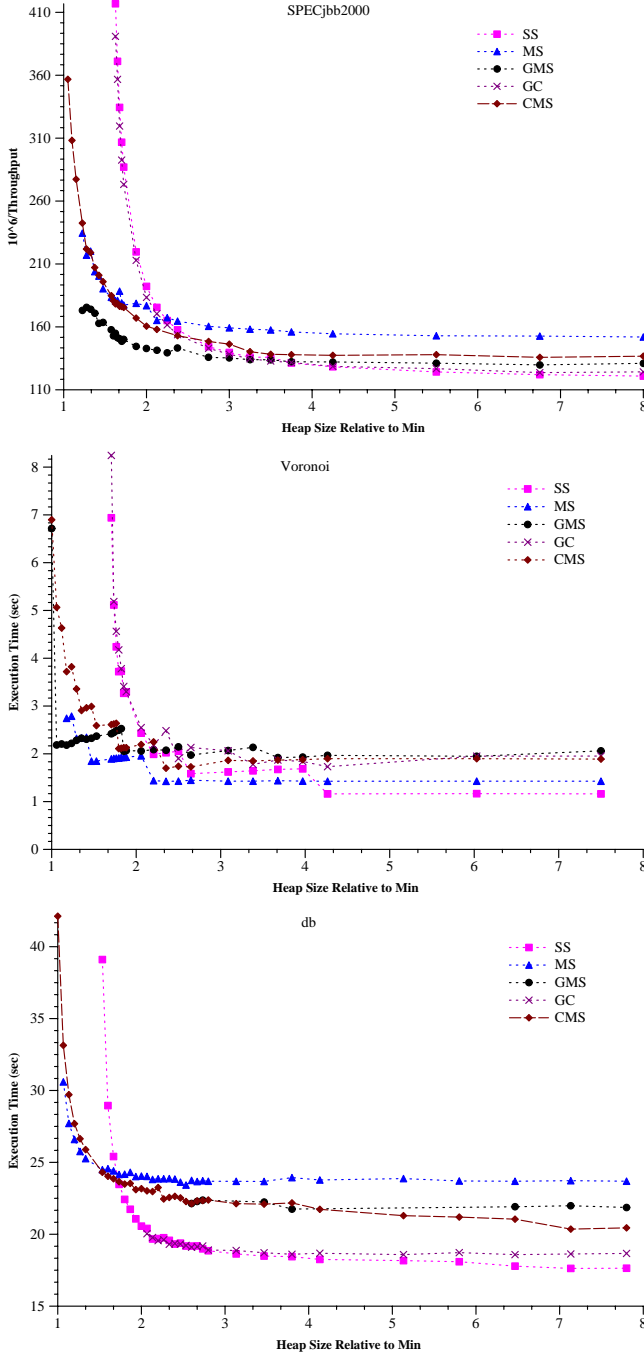 SPECjbb2000
410
360
310
260
210
160
110
10^6/Throughput
SS
MS
GMS
GC
CMS
1 2 3 4 5 6 7 8
Heap Size Relative to Min
Voronoi
8
7
6
5
4
3
2
1
0
Execution Time (sec)
SS
MS
GMS
GC
CMS
1 2 3 4 5 6 7 8
Heap Size Relative to Min
db
40
35
30
25
20
15
Execution Time (sec)
SS
MS
GMS
GC
CMS
1 2 3 4 5 6 7 8
Heap Size Relative to Min